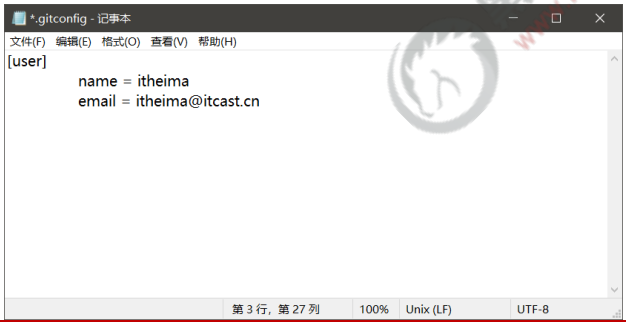 *.gitconfig - 记事本
文件(F) 编辑(E) 格式(O) 查看(V) 帮助(H)
[user]
name = itheima
email = itheima@itcast.cn
第 3 行，第 27 列 100% Unix (LF) UTF-8